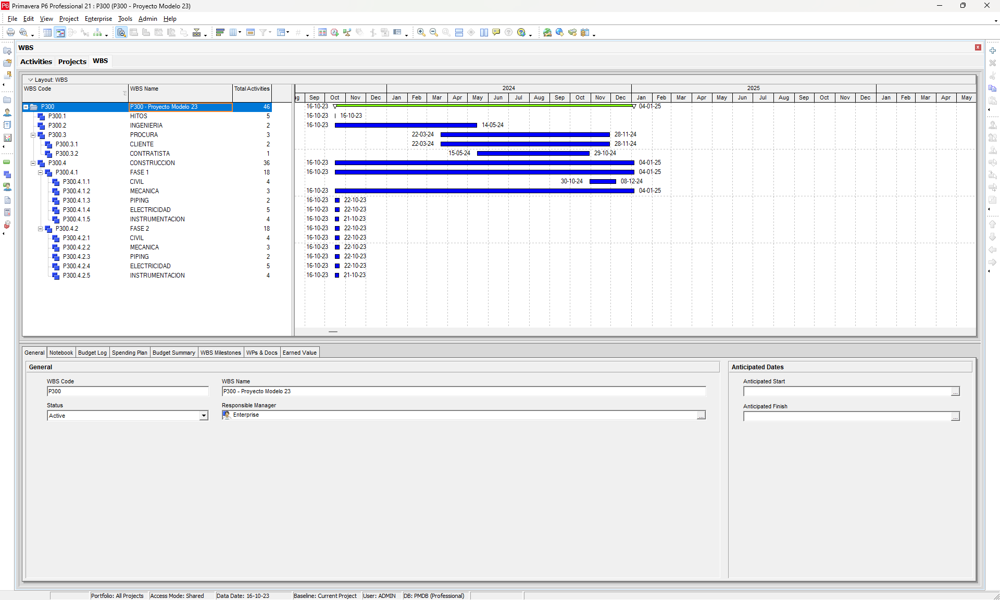 Primavera P6 Professional 21 : P300 (P300 - Proyecto Modelo 23)
File Edit View Project Enterprise Tools Admin Help
WBS
Activities Projects WBS
Layout: WBS
WBS Code WBS Name Total Activities
2024 2025
Sep Oct Nov Dec Jan Feb Mar Apr May Jun Jul Aug Sep Oct Nov Dec Jan Feb Mar Apr May Jun Jul Aug Sep Oct Nov Dec Jan Feb Mar Apr May
P300 P300 - Proyecto Modelo 23 46 16-10-23 04-01-25
P300.1 HITOS 5 16-10-23 16-10-23
P300.2 INGENIERIA 2 16-10-23 14-05-24
P300.3 PROCURA 3 22-03-24 28-11-24
P300.3.1 CLIENTE 2 22-03-24 28-11-24
P300.3.2 CONTRATISTA 1 15-05-24 29-10-24
P300.4 CONSTRUCCION 36 16-10-23 04-01-25
P300.4.1 FASE 1 18 16-10-23 04-01-25
P300.4.1.1 CIVIL 4 30-10-24 08-12-24
P300.4.1.2 MECANICA 3 16-10-23 04-01-25
P300.4.1.3 PIPING 2 16-10-23 22-10-23
P300.4.1.4 ELECTRICIDAD 5 16-10-23 22-10-23
P300.4.1.5 INSTRUMENTACION 4 16-10-23 21-10-23
P300.4.2 FASE 2 18 16-10-23 22-10-23
P300.4.2.1 CIVIL 4 16-10-23 22-10-23
P300.4.2.2 MECANICA 3 16-10-23 22-10-23
P300.4.2.3 PIPING 2 16-10-23 22-10-23
P300.4.2.4 ELECTRICIDAD 5 16-10-23 22-10-23
P300.4.2.5 INSTRUMENTACION 4 16-10-23 21-10-23
General Notebook Budget Log Spending Plan Budget Summary WBS Milestones WPs & Docs Earned Value
General Anticipated Dates
WBS Code WBS Name Anticipated Start
P300 P300 - Proyecto Modelo 23
Status Responsible Manager Anticipated Finish
Active Enterprise
Portfolio: All Projects Access Mode: Shared Data Date: 16-10-23 Baseline: Current Project User: ADMIN DB: PMDB (Professional)